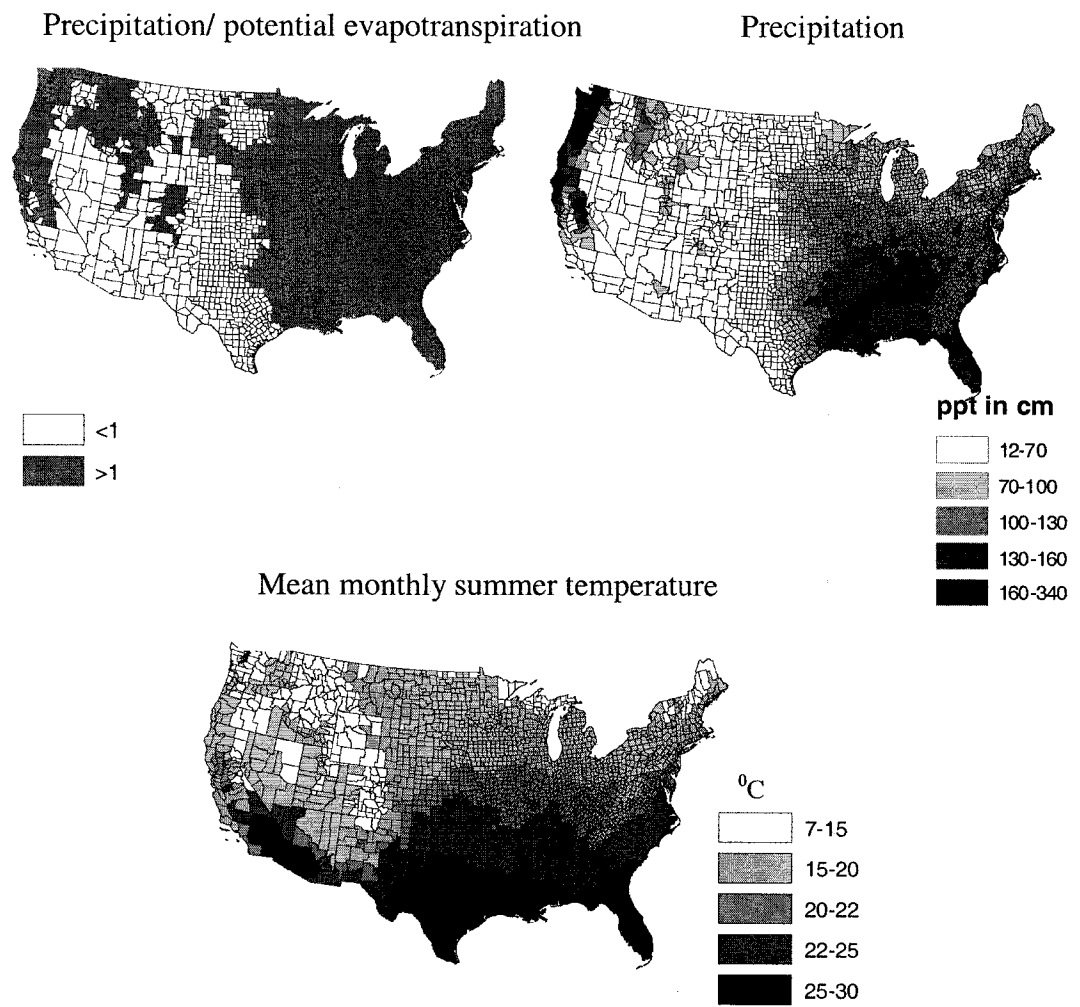 Precipitation/ potential evapotranspiration
Precipitation
<1
>1
ppt in cm
12-70
70-100
100-130
130-160
160-340
Mean monthly summer temperature
⁰C
7-15
15-20
20-22
22-25
25-30